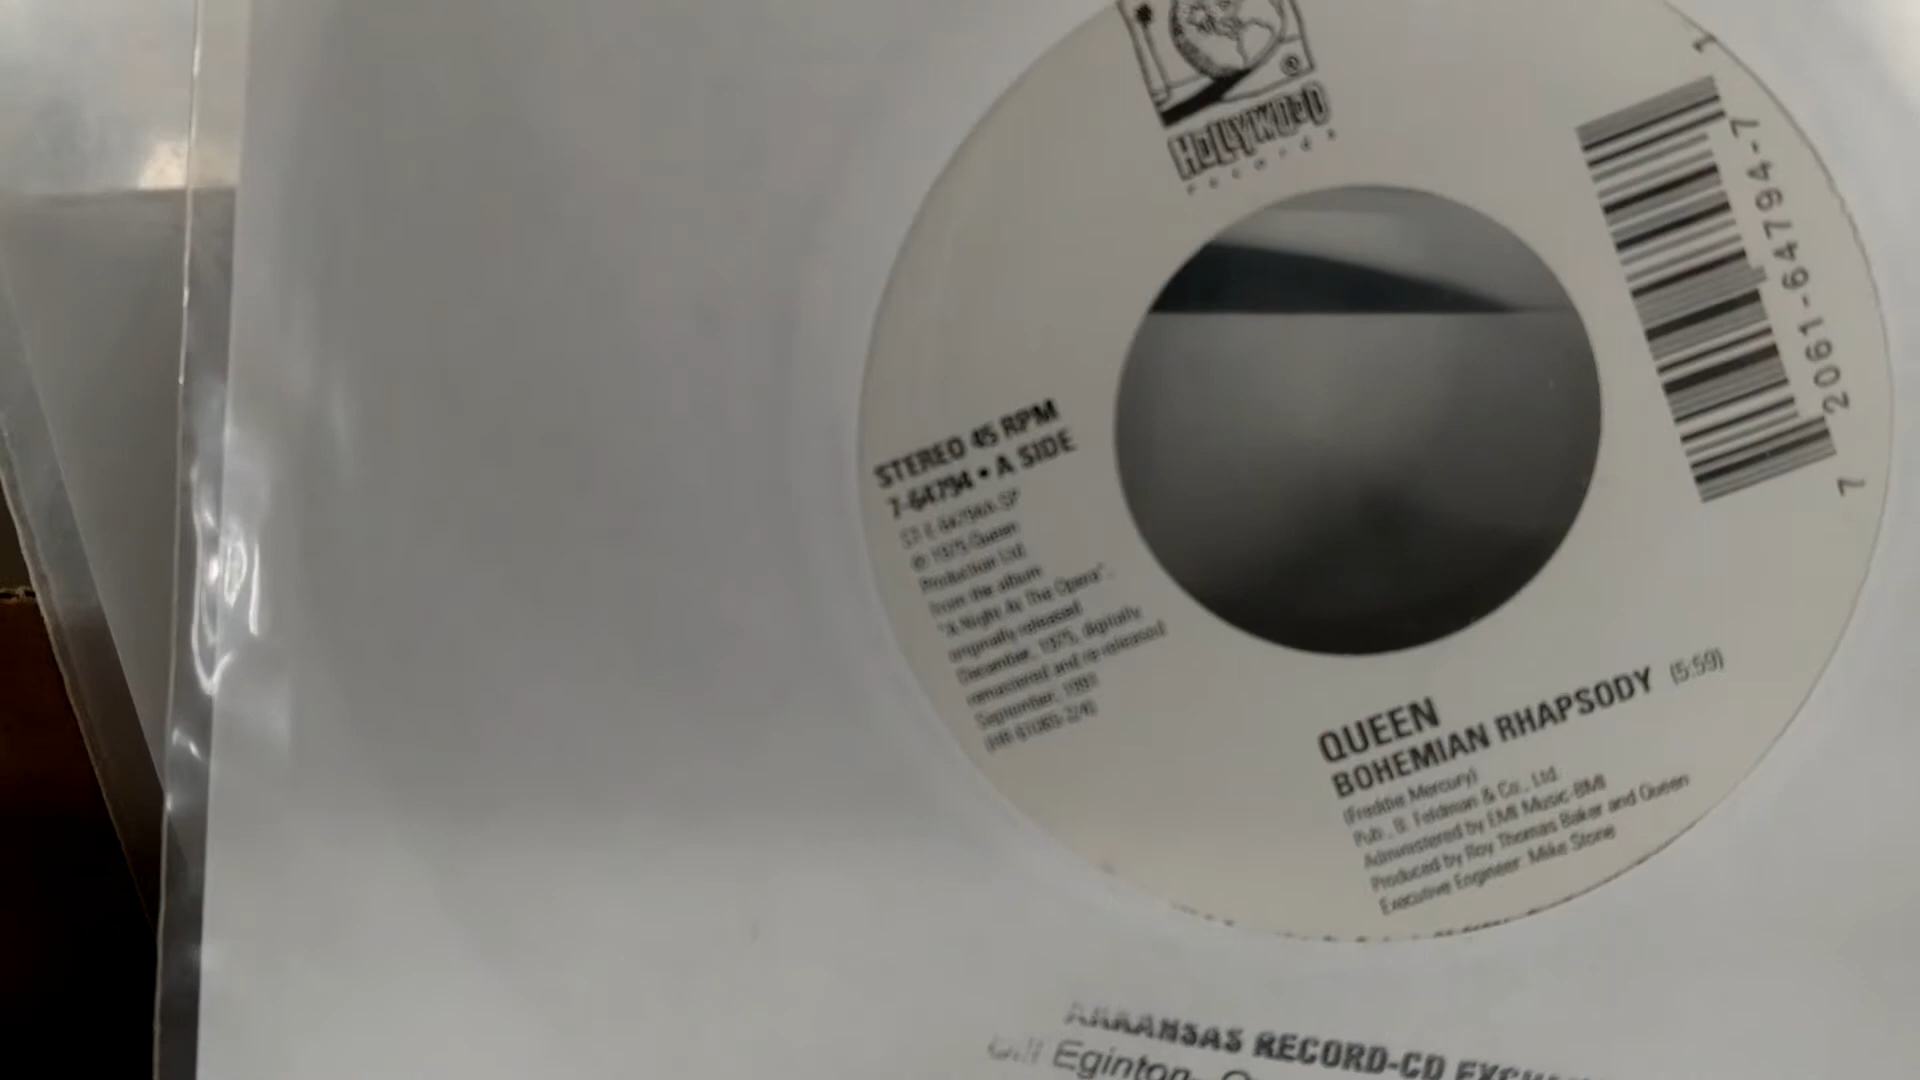 HOLLYWOOD
records
1
2061-64794-7
7
STEREO 45 RPM
7-64794 • A SIDE
℗ 1975 Queen
Production Ltd.
from the album
"A Night At The Opera".
originally released
December, 1975, digitally
remastered and re-released
September, 1991
QUEEN
BOHEMIAN RHAPSODY (5:59)
(Freddie Mercury)
Pub., B. Feldman & Co., Ltd.
Administered by EMI Music-BMI
Produced by Roy Thomas Baker and Queen
Executive Engineer: Mike Stone
ARKANSAS RECORD-CD
Eginton